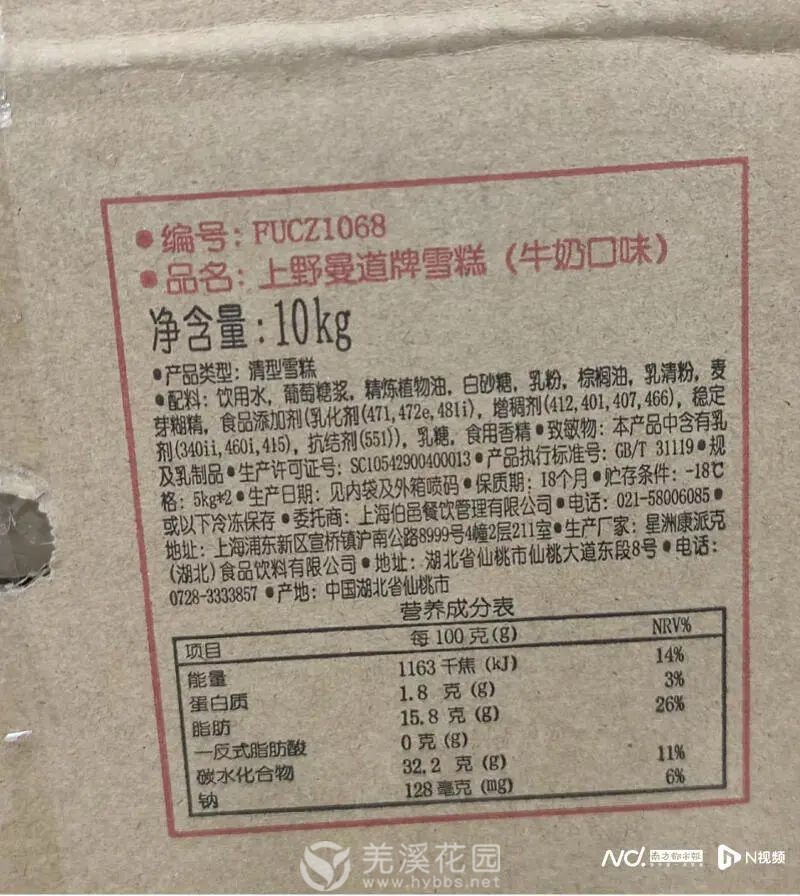 ●编号: FUCZ1068
●品名: 上野曼道牌雪糕 (牛奶口味)
净含量: 10kg
●产品类型: 清型雪糕
●配料: 饮用水, 葡萄糖浆, 精炼植物油, 白砂糖, 乳粉, 棕榈油, 乳清粉, 麦
芽糊精, 食品添加剂(乳化剂(471,472e,481i), 增稠剂(412,401,407,466), 稳定
剂(340ii,460i,415), 抗结剂(551)), 乳糖, 食用香精●致敏物: 本产品中含有乳
及乳制品●生产许可证号: SC10542900400013●产品执行标准号: GB/T 31119●规
格: 5kg*2●生产日期: 见内袋及外箱喷码●保质期: 18个月●贮存条件: -18℃
或以下冷冻保存●委托商: 上海伯邑餐饮管理有限公司●电话: 021-58006085●
地址: 上海浦东新区宣桥镇沪南公路8999号4幢2层211室●生产厂家: 星洲康派克
(湖北)食品饮料有限公司●地址: 湖北省仙桃市仙桃大道东段8号●电话:
0728-3333857●产地: 中国湖北省仙桃市
营养成分表
项目 每100克(g) NRV%
能量 1163千焦(kJ) 14%
蛋白质 1.8 克(g) 3%
脂肪 15.8 克(g) 26%
—反式脂肪酸 0克(g)
碳水化合物 32.2 克(g) 11%
钠 128毫克(mg) 6%
羌溪花园
www.hybbs.net
南方都市报
N视频